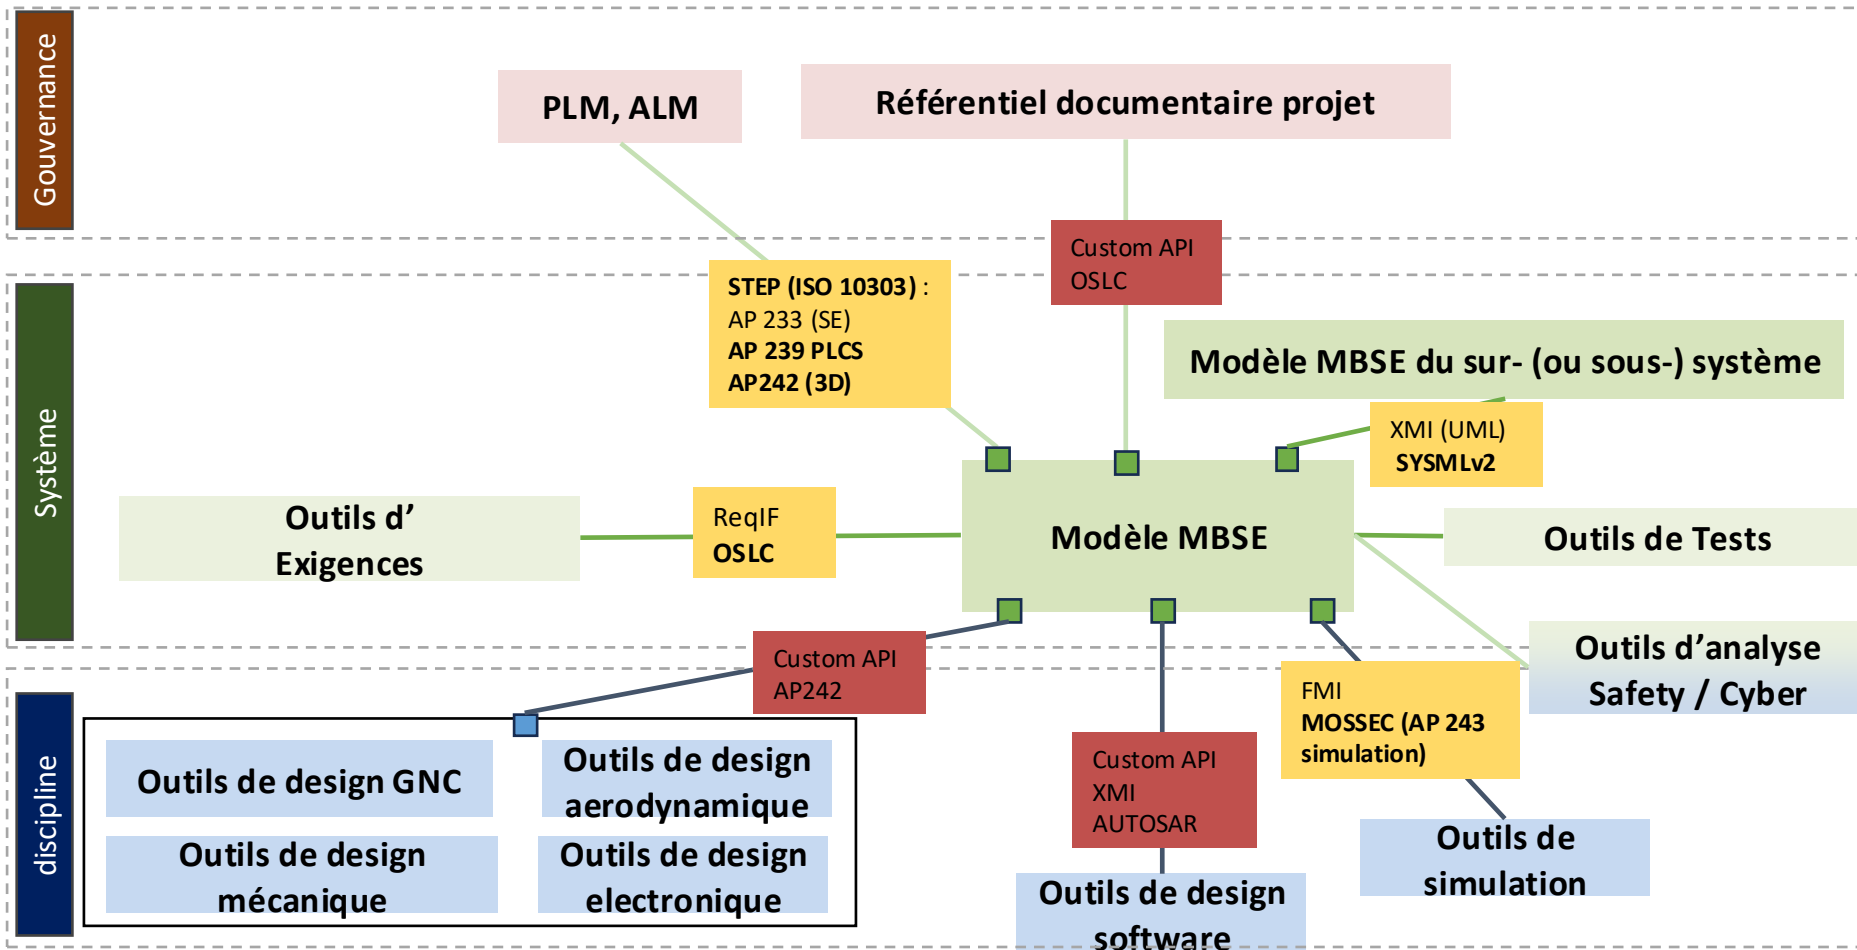 Gouvernance
PLM, ALM
Référentiel documentaire projet
Custom API
OSLC
Système
STEP (ISO 10303) :
AP 233 (SE)
AP 239 PLCS
AP242 (3D)
Modèle MBSE du sur- (ou sous-) système
XMI (UML)
SYSMLv2
Outils d’
Exigences
ReqIF
OSLC
Modèle MBSE
Outils de Tests
Custom API
AP242
Outils d’analyse
Safety / Cyber
discipline
FMI
MOSSEC (AP 243
simulation)
Outils de design GNC
Outils de design
aerodynamique
Outils de design
mécanique
Outils de design
electronique
Custom API
XMI
AUTOSAR
Outils de design
software
Outils de
simulation